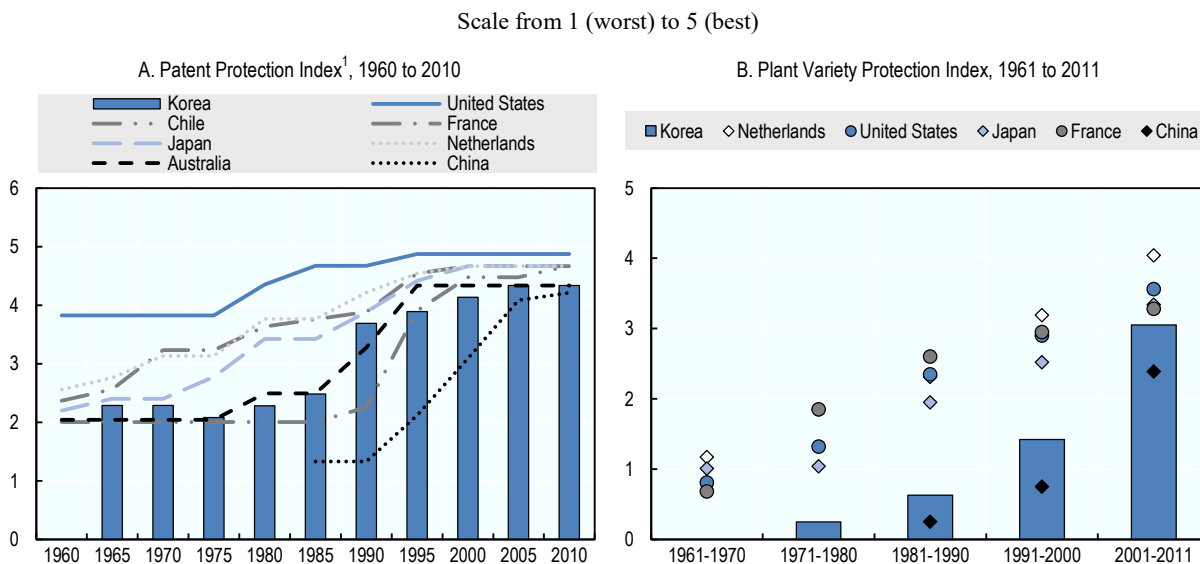 Scale from 1 (worst) to 5 (best)
A. Patent Protection Index1, 1960 to 2010
Korea
United States
Chile
France
Japan
Netherlands
Australia
China
6
5
4
3
2
1
0
1960 1965 1970 1975 1980 1985 1990 1995 2000 2005 2010
B. Plant Variety Protection Index, 1961 to 2011
Korea Netherlands United States Japan France China
5
4
3
2
1
0
1961-1970 1971-1980 1981-1990 1991-2000 2001-2011